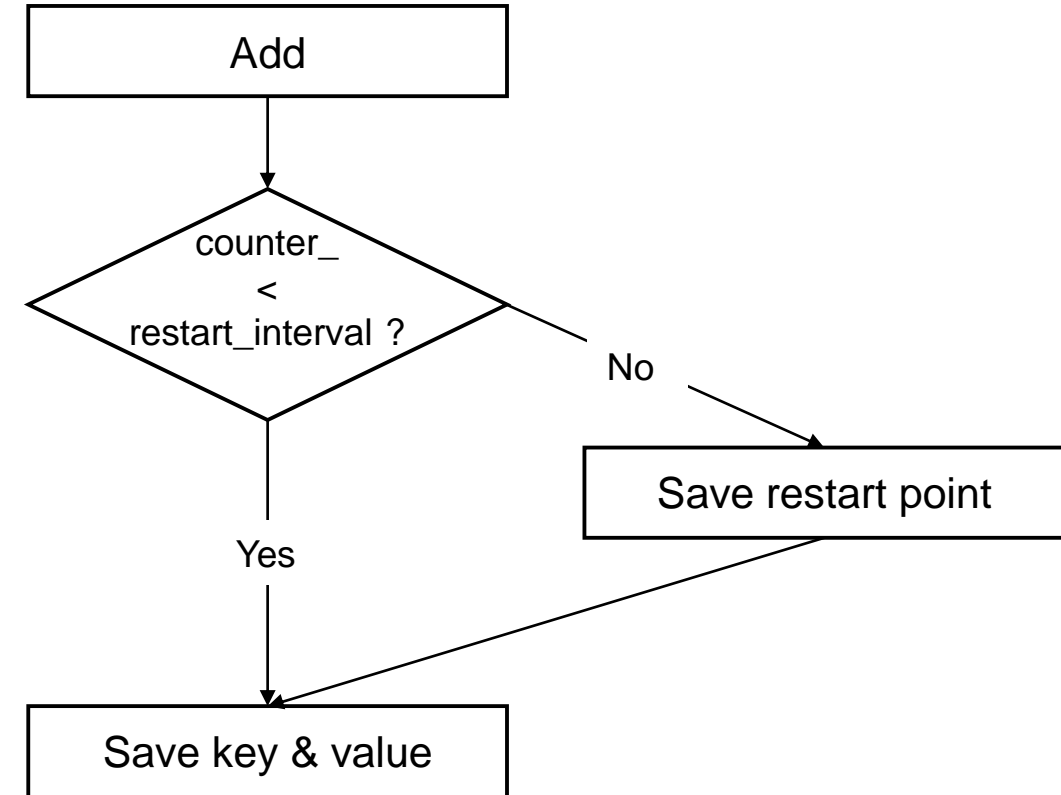 Add
counter_
<
restart_interval ?
No
Save restart point
Yes
Save key & value